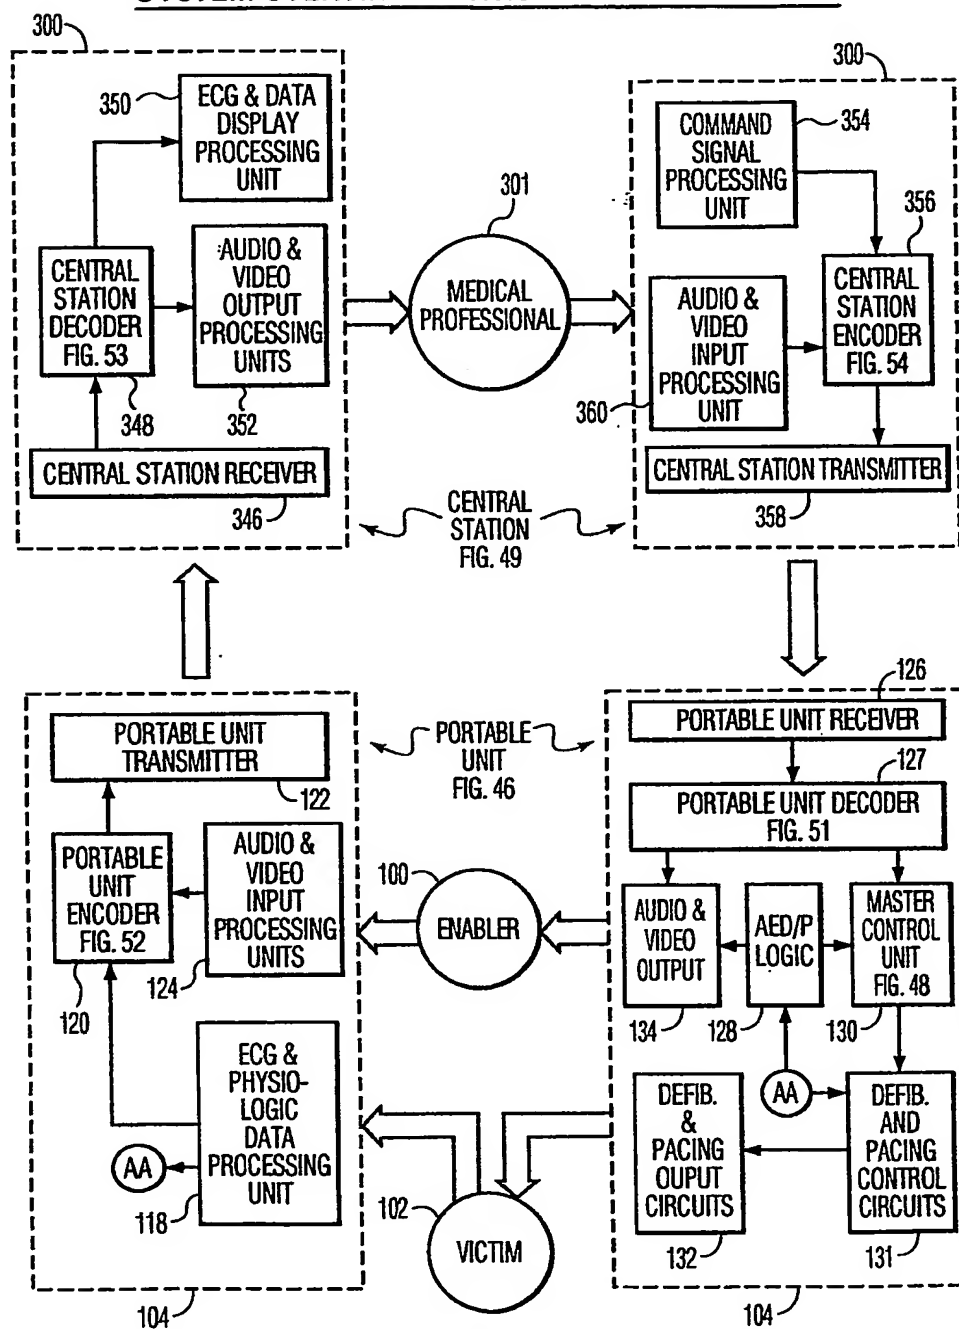 300
350
ECG & DATA
DISPLAY
PROCESSING
UNIT
CENTRAL
STATION
DECODER
FIG. 53
348
AUDIO &
VIDEO
OUTPUT
PROCESSING
UNITS
352
CENTRAL STATION RECEIVER
346
301
MEDICAL
PROFESSIONAL
300
COMMAND
SIGNAL
PROCESSING
UNIT
354
356
AUDIO &
VIDEO
INPUT
PROCESSING
UNIT
360
CENTRAL
STATION
ENCODER
FIG. 54
CENTRAL STATION TRANSMITTER
358
CENTRAL
STATION
FIG. 49
PORTABLE UNIT
TRANSMITTER
122
PORTABLE
UNIT
ENCODER
FIG. 52
120
AUDIO &
VIDEO
INPUT
PROCESSING
UNITS
124
ECG &
PHYSIO-
LOGIC
DATA
PROCESSING
UNIT
118
AA
104
PORTABLE
UNIT
FIG. 46
100
ENABLER
102
VICTIM
126
PORTABLE UNIT RECEIVER
127
PORTABLE UNIT DECODER
FIG. 51
AUDIO &
VIDEO
OUTPUT
134
AED/P
LOGIC
128
MASTER
CONTROL
UNIT
FIG. 48
130
AA
DEFIB.
&
PACING
OUPUT
CIRCUITS
132
DEFIB.
AND
PACING
CONTROL
CIRCUITS
131
104